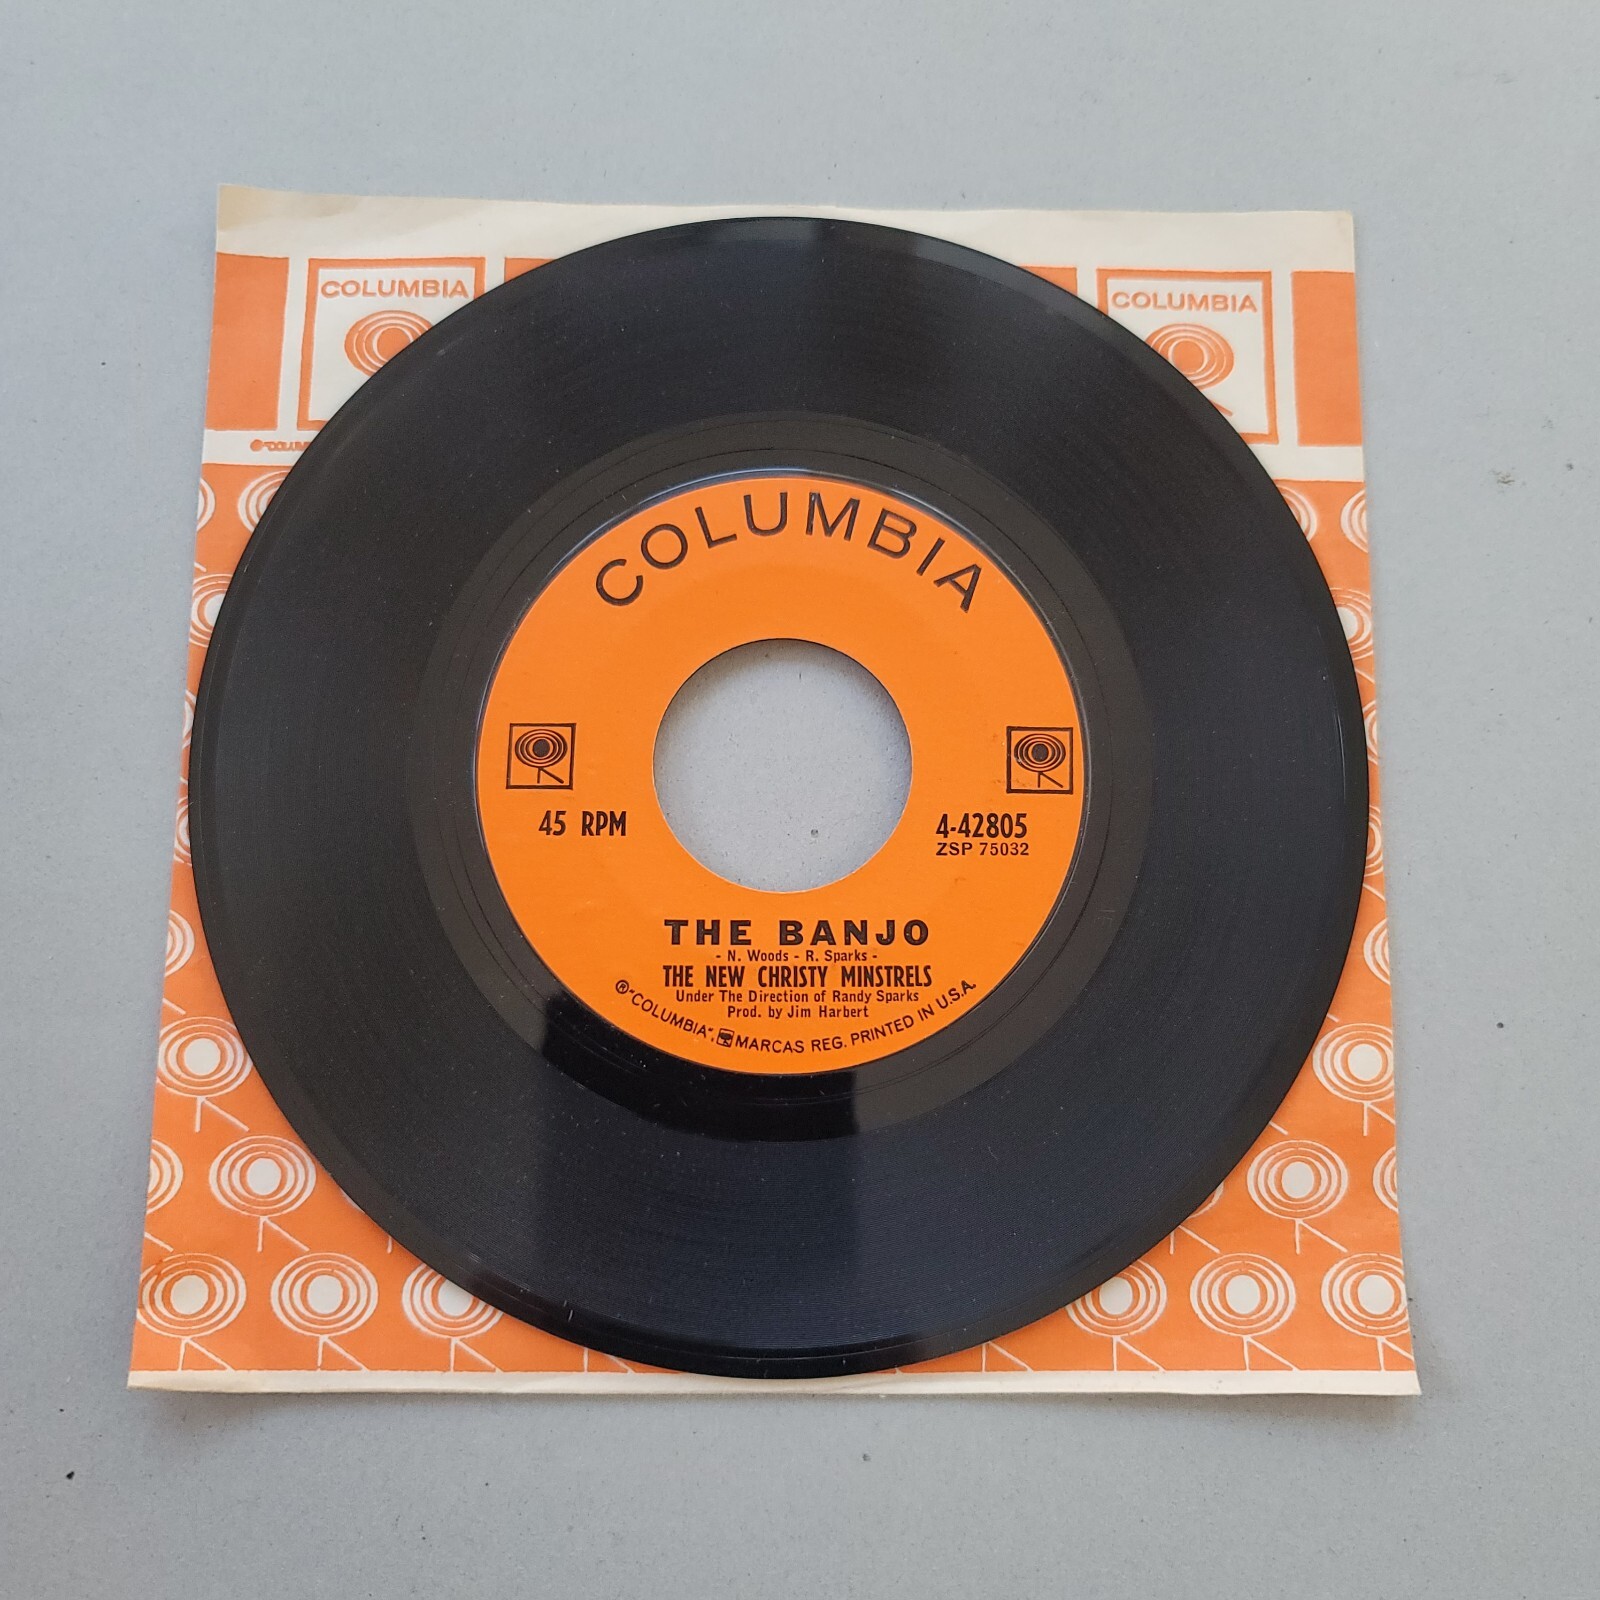 COLUMBIA
COLUMBIA
COLUMBIA
45 RPM
4-42805
ZSP 75032
THE BANJO
- N. Woods - R. Sparks -
THE NEW CHRISTY MINSTRELS
Under The Direction of Randy Sparks
Prod. by Jim Harbert
®"COLUMBIA", MARCAS REG. PRINTED IN U.S.A.